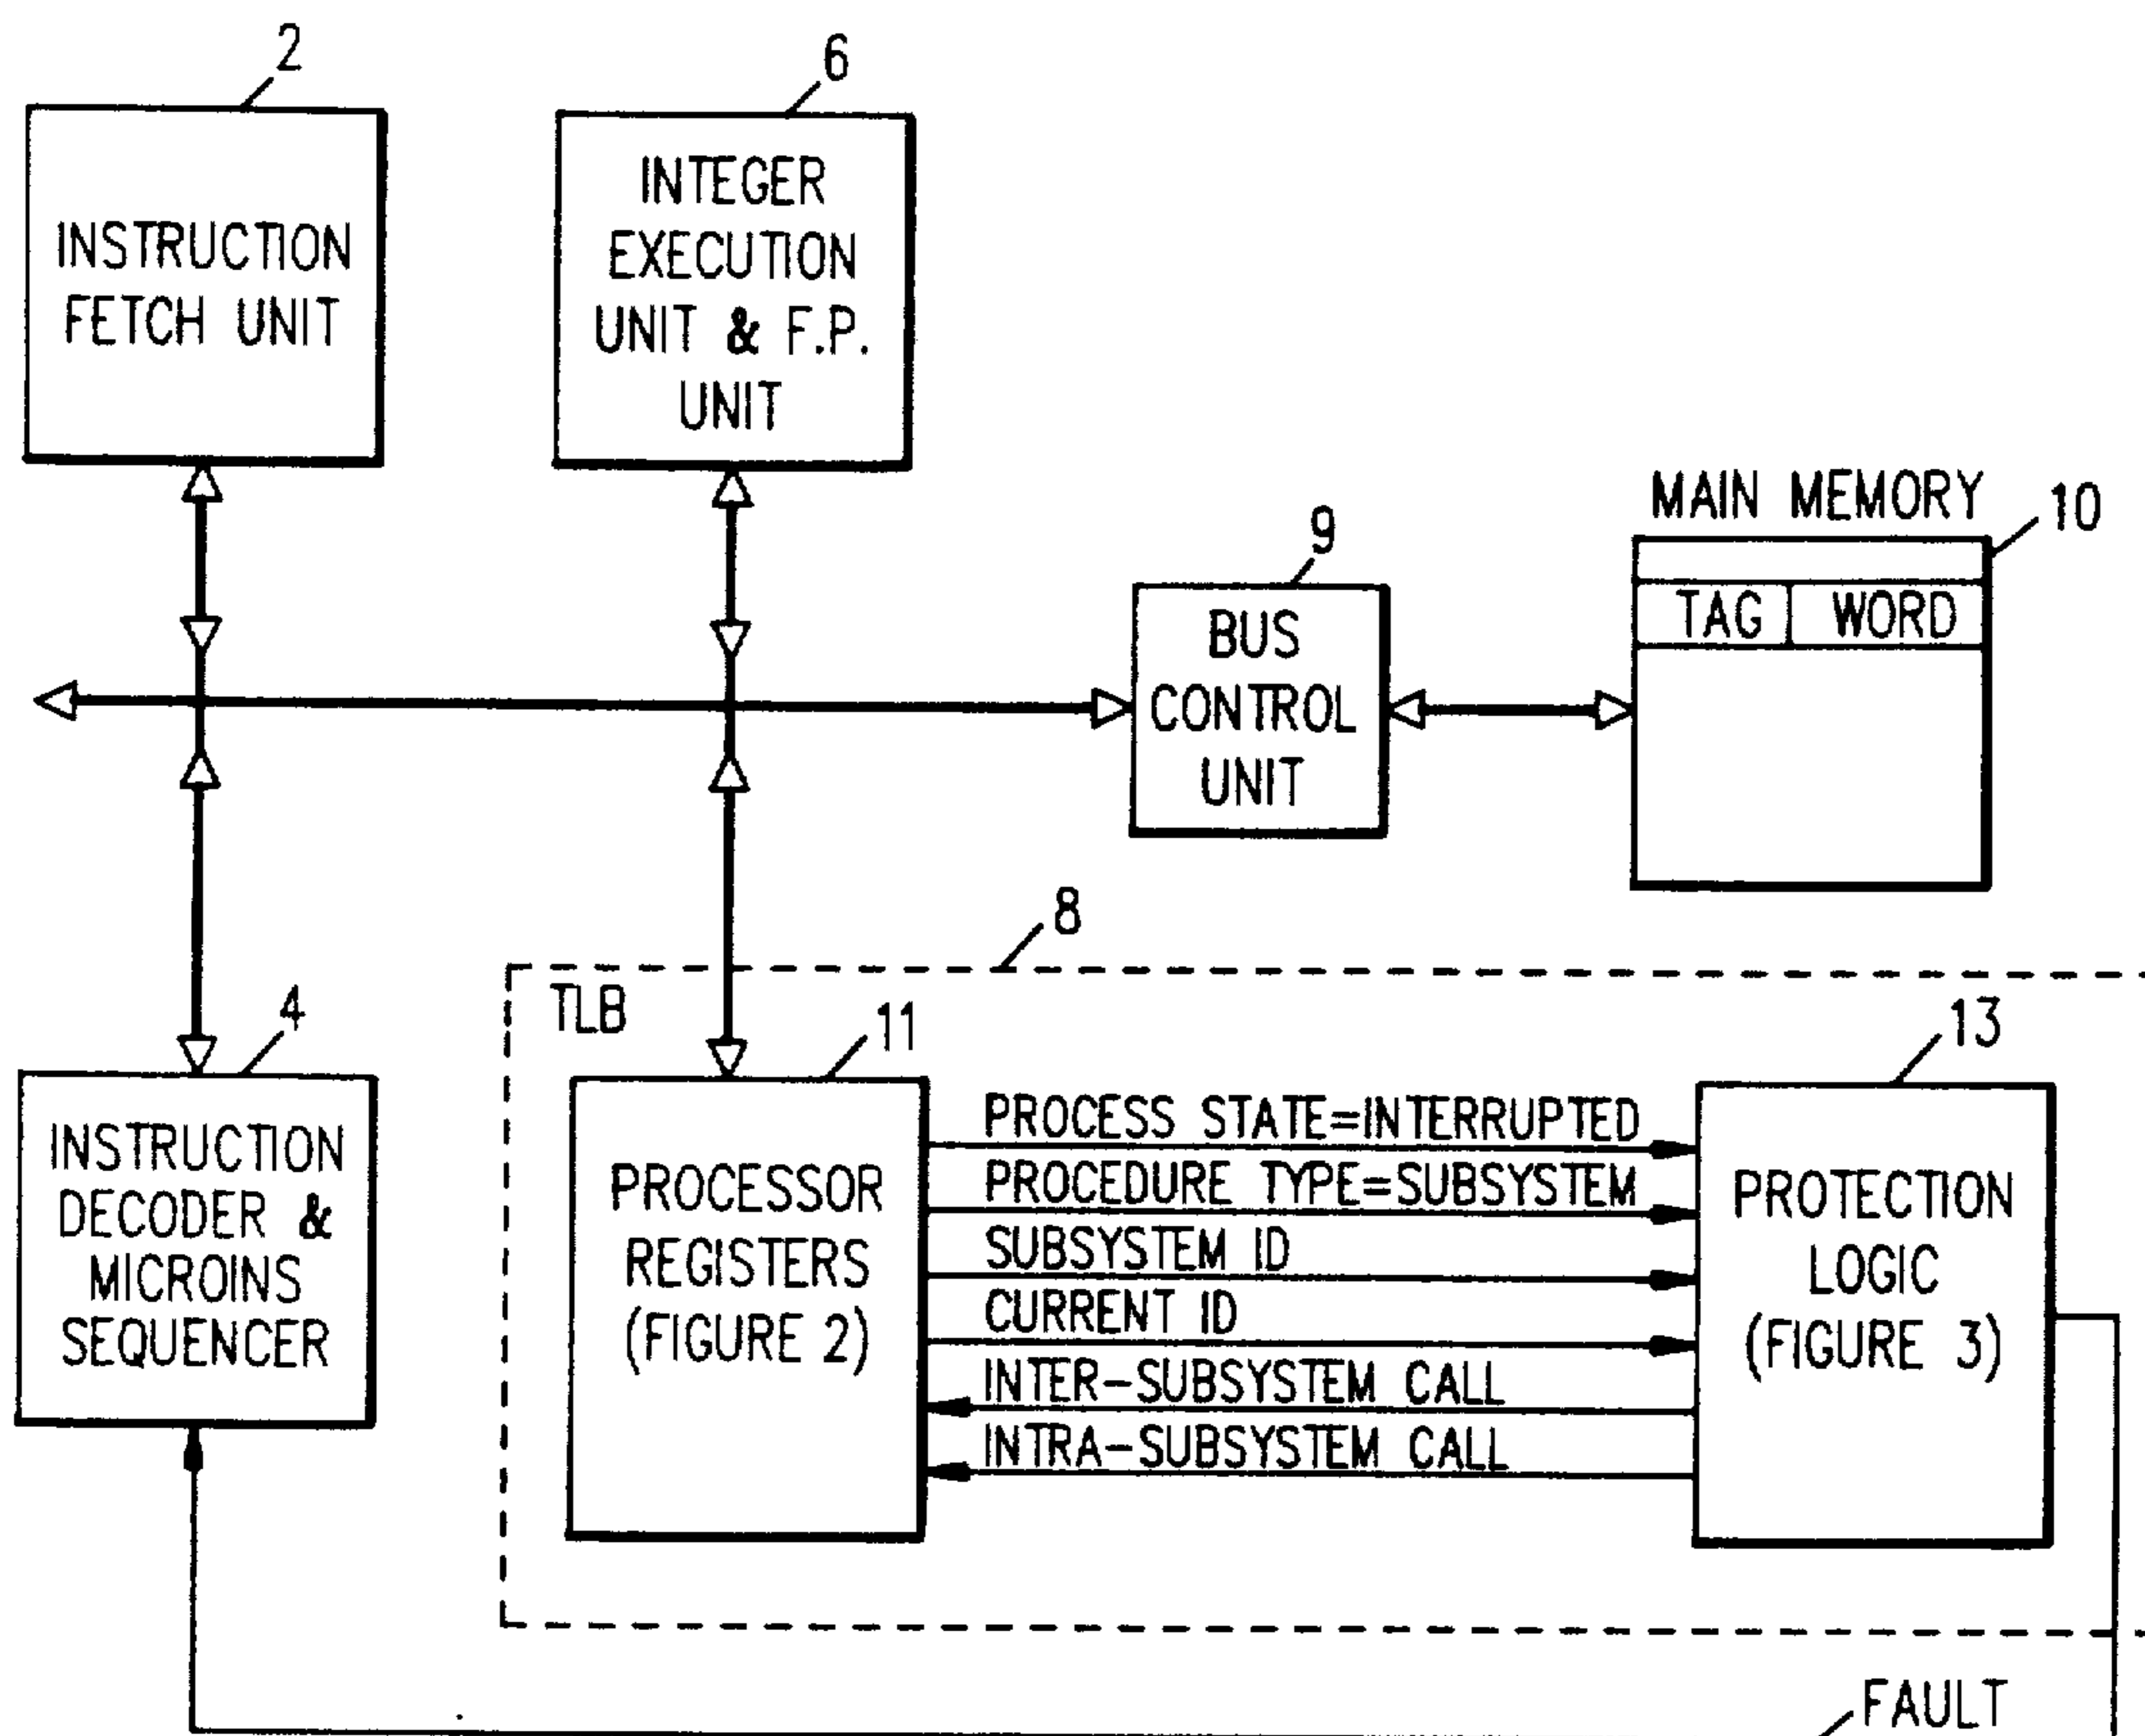 2
INSTRUCTION
FETCH UNIT
6
INTEGER
EXECUTION
UNIT & F.P.
UNIT
9
BUS
CONTROL
UNIT
MAIN MEMORY
10
TAG WORD
8
TLB
4
INSTRUCTION
DECODER &
MICROINS
SEQUENCER
11
PROCESSOR
REGISTERS
(FIGURE 2)
PROCESS STATE=INTERRUPTED
PROCEDURE TYPE=SUBSYSTEM
SUBSYSTEM ID
CURRENT ID
INTER-SUBSYSTEM CALL
INTRA-SUBSYSTEM CALL
13
PROTECTION
LOGIC
(FIGURE 3)
FAULT